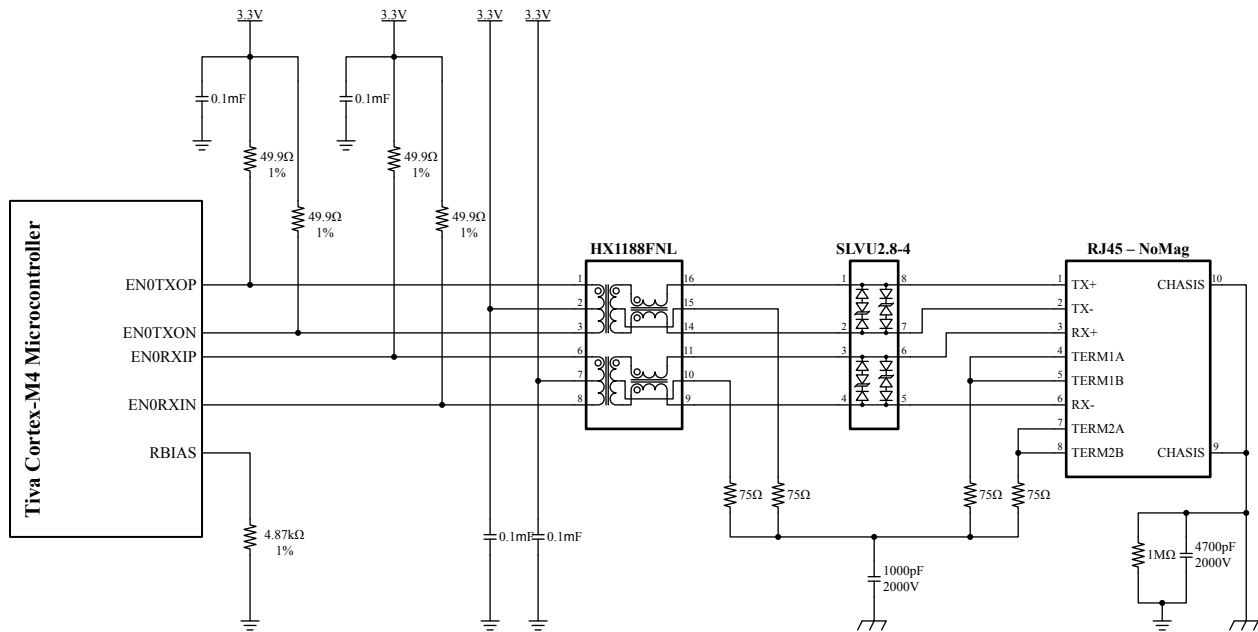 3.3V
3.3V
3.3V
3.3V
0.1mF
0.1mF
49.9Ω
1%
49.9Ω
1%
49.9Ω
1%
49.9Ω
1%
Tiva Cortex-M4 Microcontroller
EN0TXOP
EN0TXON
EN0RXIP
EN0RXIN
RBIAS
4.87kΩ
1%
0.1mF
0.1mF
HX1188FNL
1
2
3
6
7
8
16
15
14
11
10
9
SLVU2.8-4
1
2
3
4
8
7
6
5
RJ45 – NoMag
1
2
3
4
5
6
7
8
TX+
TX-
RX+
TERM1A
TERM1B
RX-
TERM2A
TERM2B
CHASIS
10
CHASIS
9
75Ω
75Ω
75Ω
75Ω
1000pF
2000V
1MΩ
4700pF
2000V